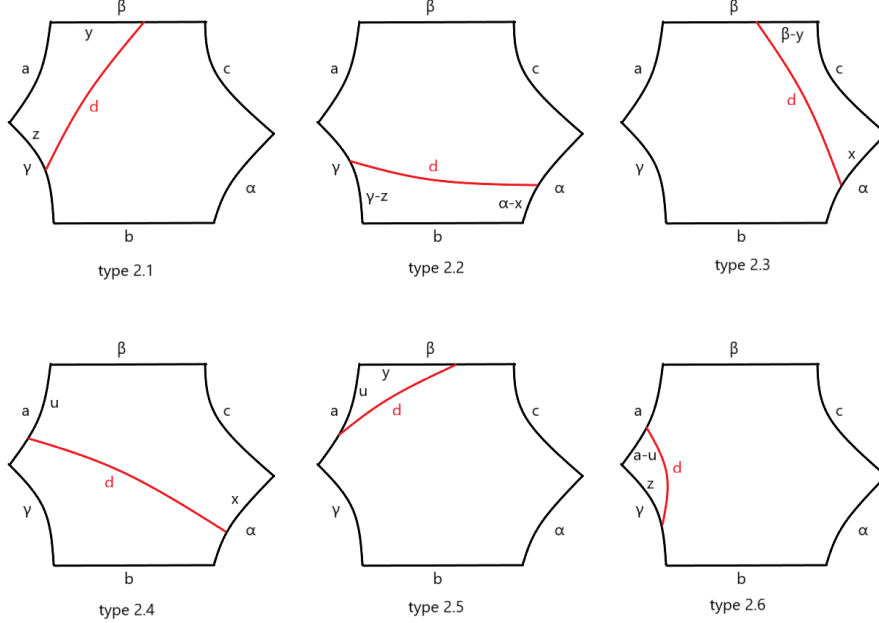 β β β
y β-y
a c a c a c
d d d
z x
γ α γ α γ α
γ-z α-x
b b b
type 2.1 type 2.2 type 2.3
β β β
u y
a c a u c a c
d d a-u d
x z
γ α γ α γ α
b b b
type 2.4 type 2.5 type 2.6